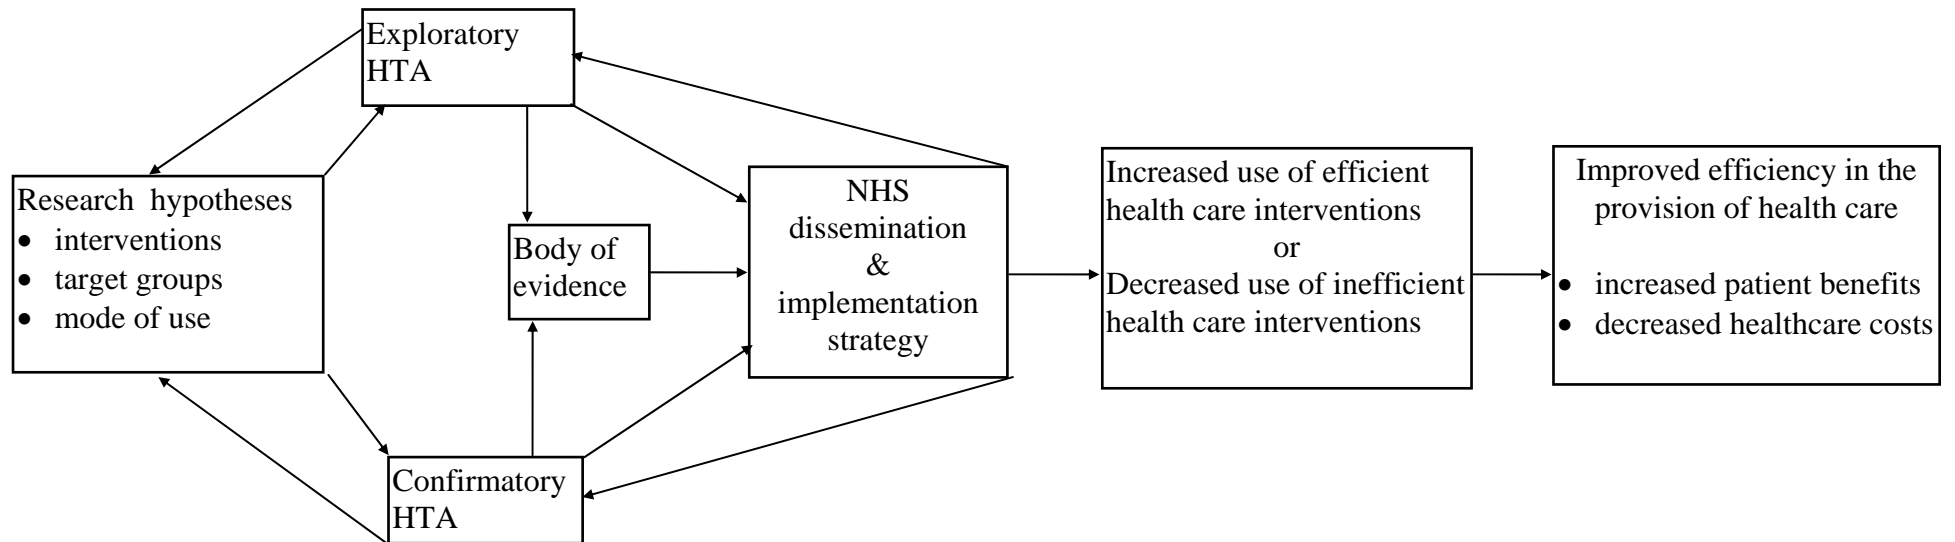 Exploratory
HTA
Research hypotheses
• interventions
• target groups
• mode of use
Body of
evidence
NHS
dissemination
&
implementation
strategy
Increased use of efficient
health care interventions
or
Decreased use of inefficient
health care interventions
Improved efficiency in the
provision of health care
• increased patient benefits
• decreased healthcare costs
Confirmatory
HTA